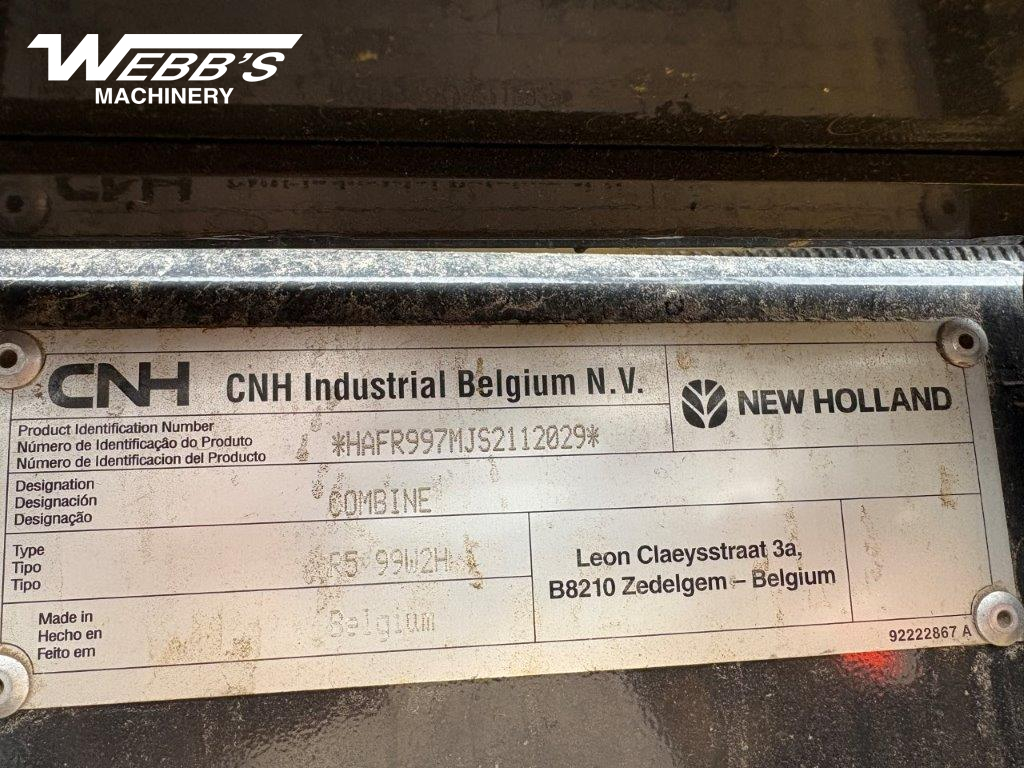 WEBB'S
MACHINERY
CNH
CNH CNH Industrial Belgium N.V.
NEW HOLLAND
Product Identification Number
Número de Identificação do Produto
Número de Identificacion del Producto
*HAFR997MJS2112029*
Designation
Designación
Designação
COMBINE
Type
Tipo
Tipo
R5 99W2H
Leon Claeysstraat 3a,
B8210 Zedelgem – Belgium
Made in
Hecho en
Feito em
Belgium
92222867 A